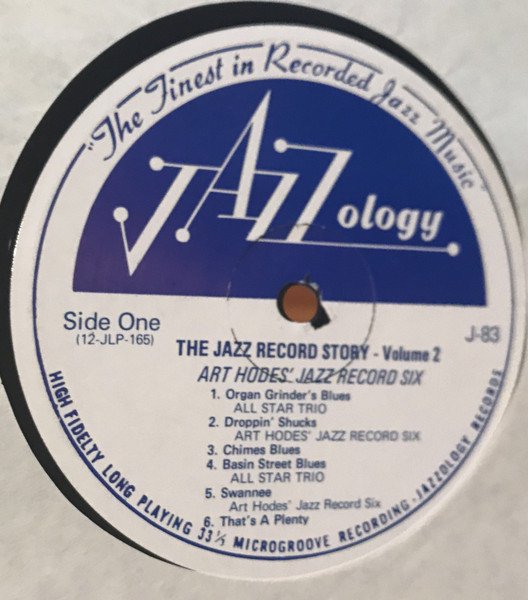 "The Finest in Recorded Jazz Music"
JAZZology
Side One
(12-JLP-165)
J-83
THE JAZZ RECORD STORY - Volume 2
ART HODES' JAZZ RECORD SIX
1. Organ Grinder's Blues
ALL STAR TRIO
2. Droppin' Shucks
ART HODES' JAZZ RECORD SIX
3. Chimes Blues
4. Basin Street Blues
ALL STAR TRIO
5. Swannee
Art Hodes' Jazz Record Six
6. That's A Plenty
HIGH FIDELTY LONG PLAYING 33⅓ MICROGROOVE RECORDING - JAZZOLOGY RECORDS